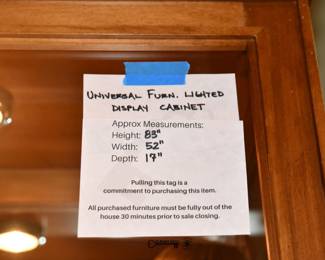 UNIVERSAL FURN. LIGHTED
DISPLAY CABINET
Approx Measurements:
Height: 83"
Width: 52"
Depth: 17"
Pulling this tag is a
commitment to purchasing this item.
All purchased furniture must be fully out of the
house 30 minutes prior to sale closing.